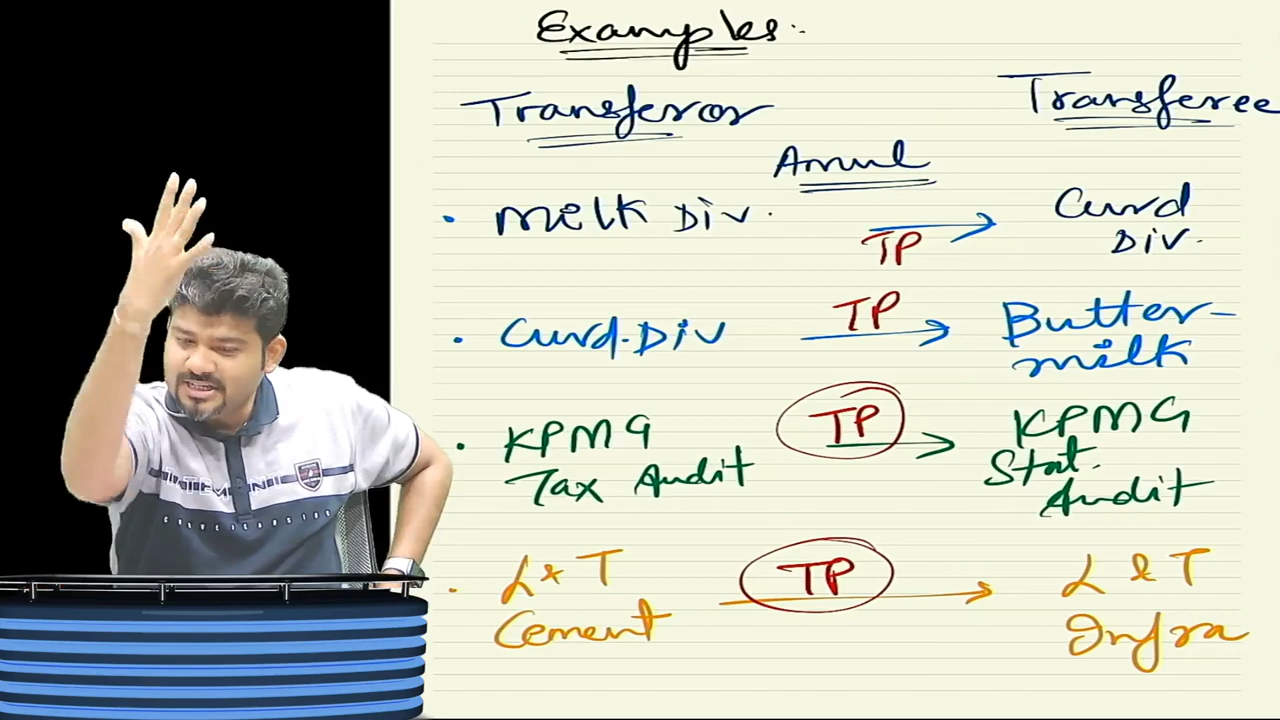 Examples:
Transferor
Transferee
Amul
• Milk Div.
TP
Curd
Div.
• Curd.Div
TP
Butter-
milk
• KPMG
Tax Audit
TP
KPMG
Stat.
Audit
• L&T
Cement
TP
L&T
Infra